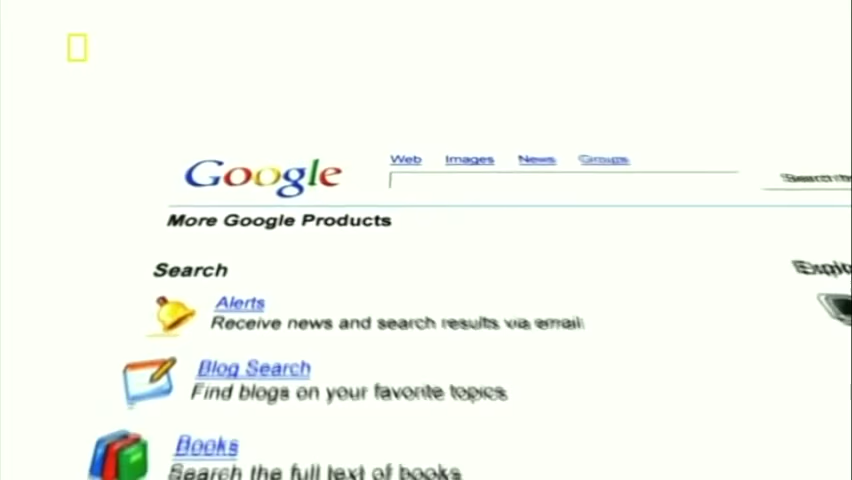 Web Images News Groups
Google
More Google Products
Search
Alerts
Receive news and search results via email
Blog Search
Find blogs on your favorite topics
Books
Search the full text of books